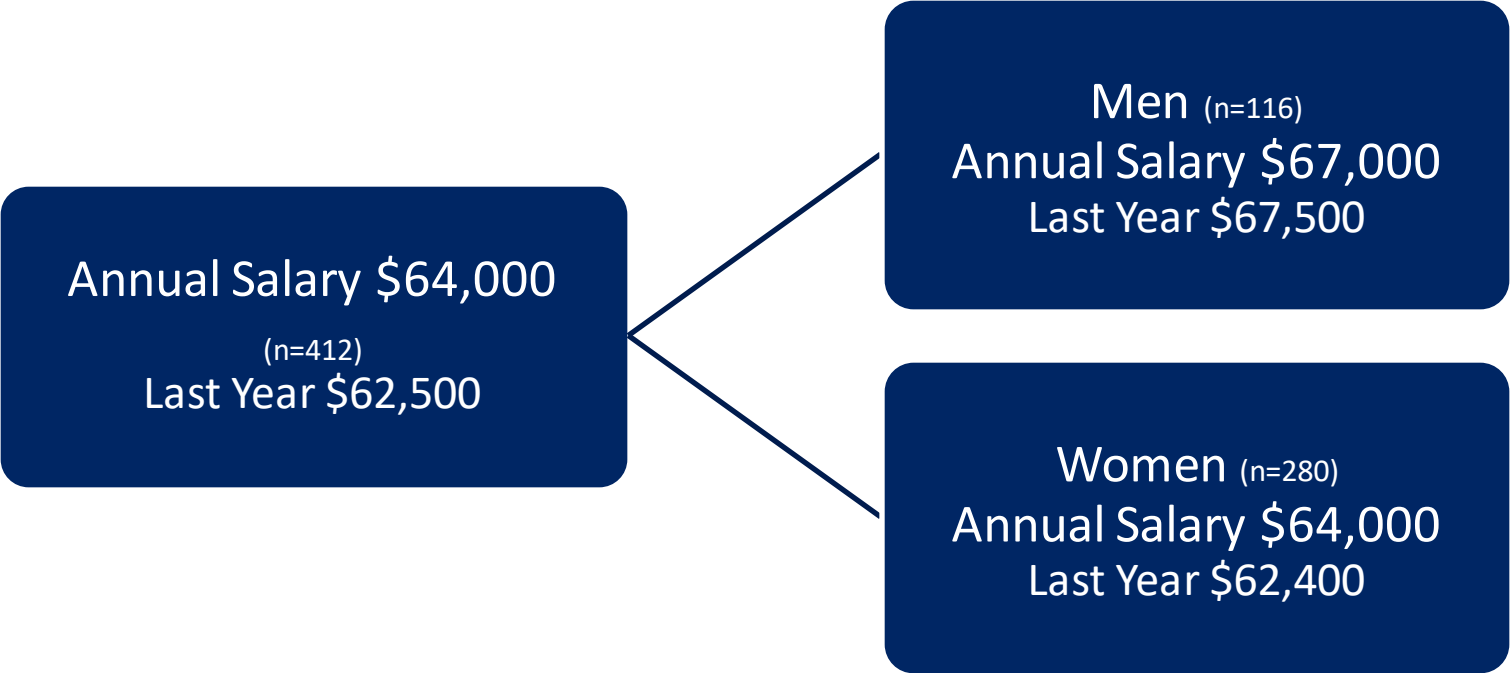 Annual Salary $64,000
(n=412)
Last Year $62,500
Men (n=116)
Annual Salary $67,000
Last Year $67,500
Women (n=280)
Annual Salary $64,000
Last Year $62,400